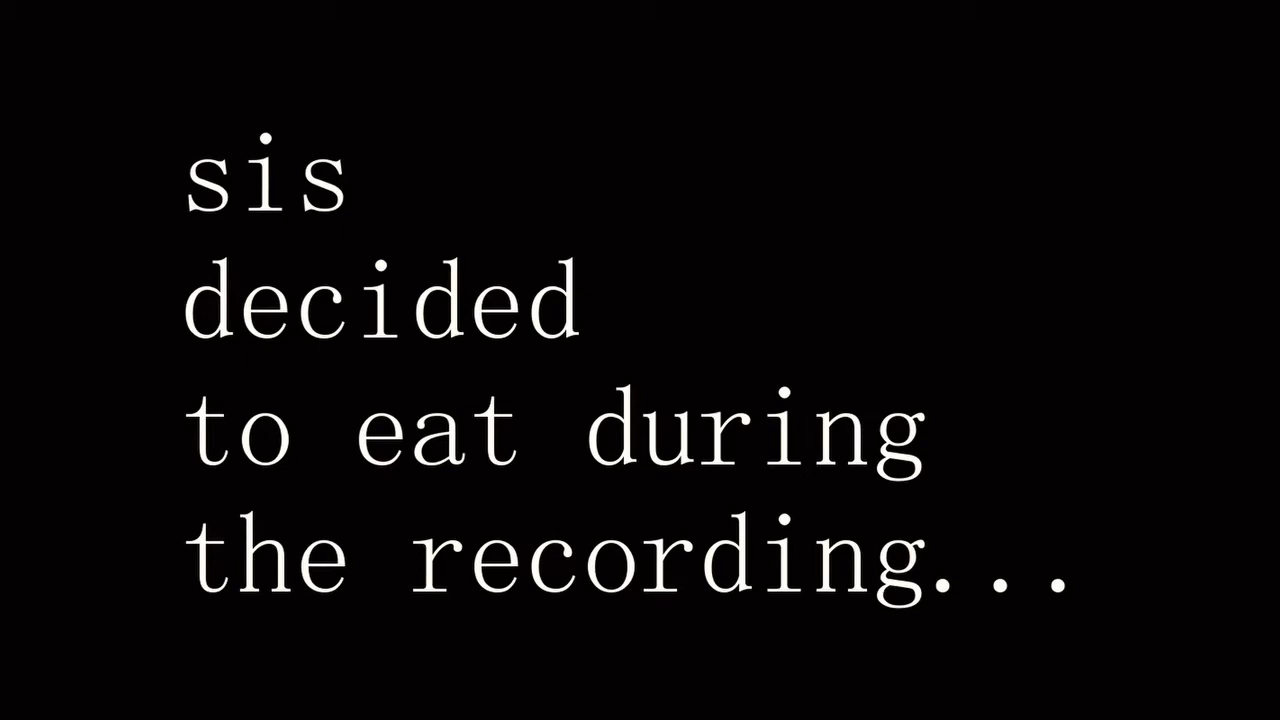 sis
decided
to eat during
the recording...